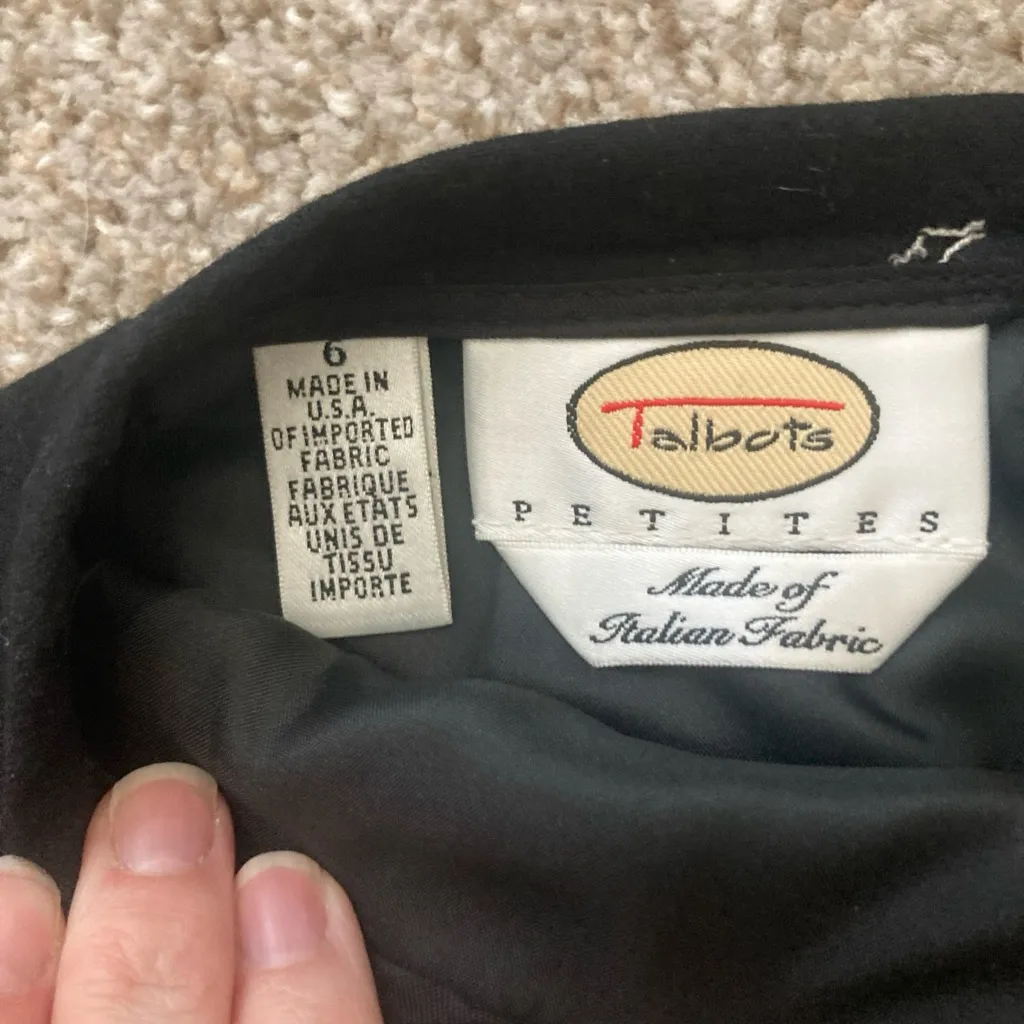 6
MADE IN
U.S.A.
OF IMPORTED
FABRIC
FABRIQUE
AUX ETATS
UNIS DE
TISSU
IMPORTE
Talbots
PETITES
Made of
Italian Fabric